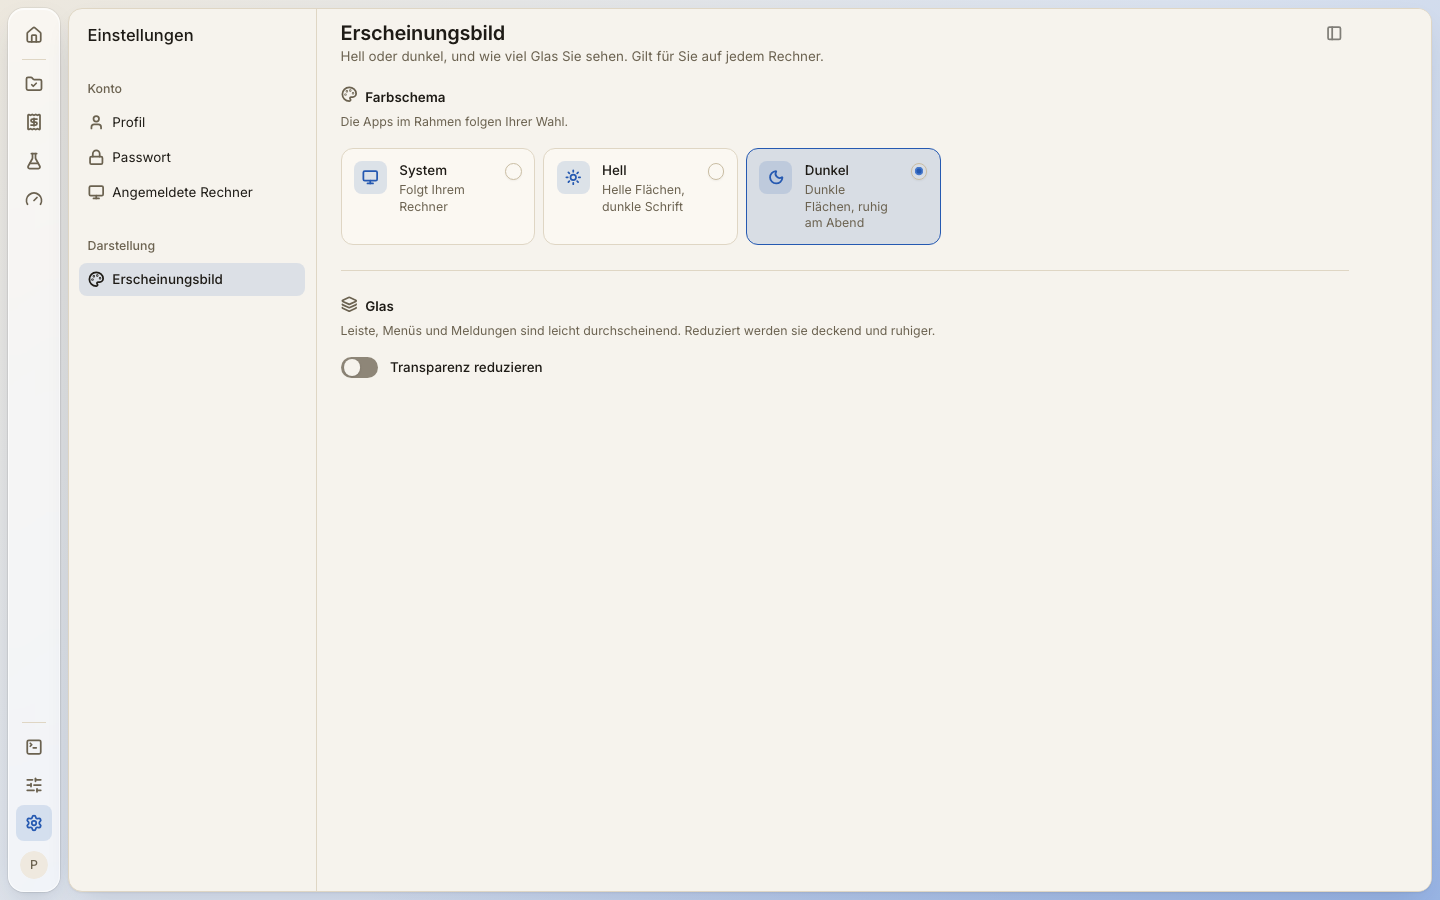 Einstellungen
Konto
Profil
Passwort
Angemeldete Rechner
Darstellung
Erscheinungsbild
P
Erscheinungsbild
Hell oder dunkel, und wie viel Glas Sie sehen. Gilt für Sie auf jedem Rechner.
Farbschema
Die Apps im Rahmen folgen Ihrer Wahl.
System
Folgt Ihrem
Rechner
Hell
Helle Flächen,
dunkle Schrift
Dunkel
Dunkle
Flächen, ruhig
am Abend
Glas
Leiste, Menüs und Meldungen sind leicht durchscheinend. Reduziert werden sie deckend und ruhiger.
Transparenz reduzieren